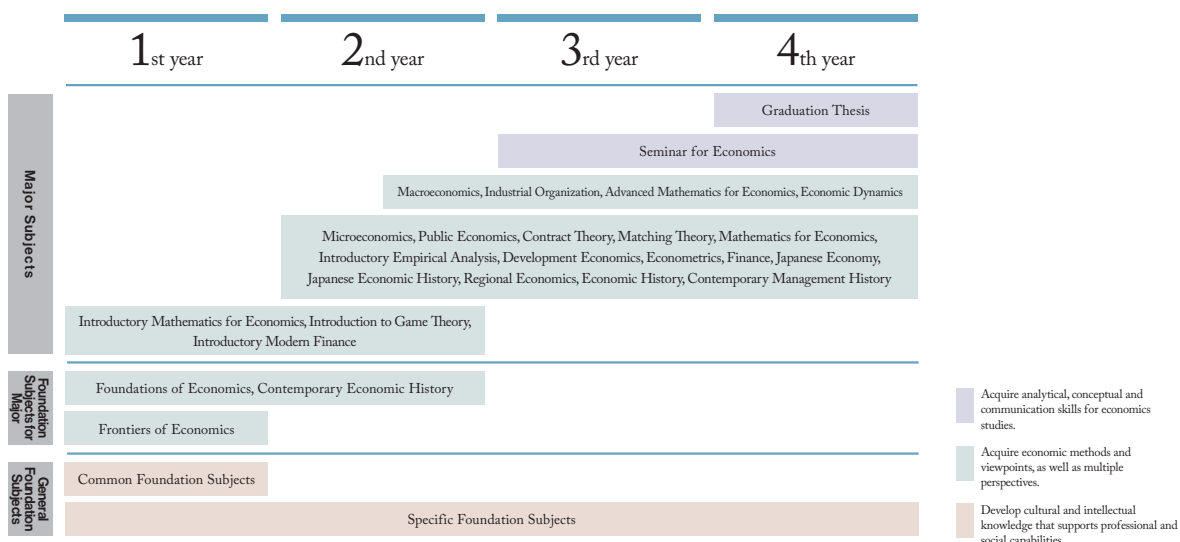 1st year
2nd year
3rd year
4th year
Major Subjects
Graduation Thesis
Seminar for Economics
Macroeconomics, Industrial Organization, Advanced Mathematics for Economics, Economic Dynamics
Microeconomics, Public Economics, Contract Theory, Matching Theory, Mathematics for Economics,
Introductory Empirical Analysis, Development Economics, Econometrics, Finance, Japanese Economy,
Japanese Economic History, Regional Economics, Economic History, Contemporary Management History
Introductory Mathematics for Economics, Introduction to Game Theory,
Introductory Modern Finance
Foundation
Subjects for
Major
Foundations of Economics, Contemporary Economic History
Frontiers of Economics
General
Foundation
Subjects
Common Foundation Subjects
Specific Foundation Subjects
Acquire analytical, conceptual and
communication skills for economics
studies.
Acquire economic methods and
viewpoints, as well as multiple
perspectives.
Develop cultural and intellectual
knowledge that supports professional and
social capabilities.